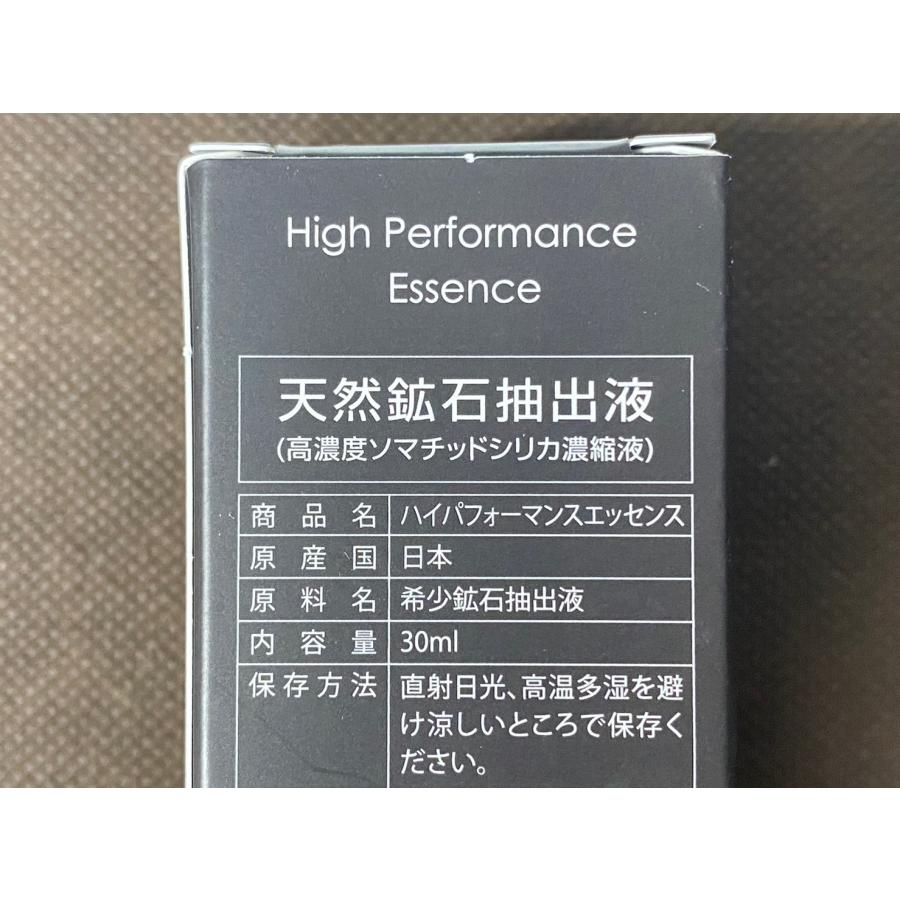 High Performance
Essence
天然鉱石抽出液
(高濃度ソマチッドシリカ濃縮液)
商品名 ハイパフォーマンスエッセンス
原産国 日本
原料名 希少鉱石抽出液
内容量 30ml
保存方法 直射日光、高温多湿を避
け涼しいところで保存く
ださい。